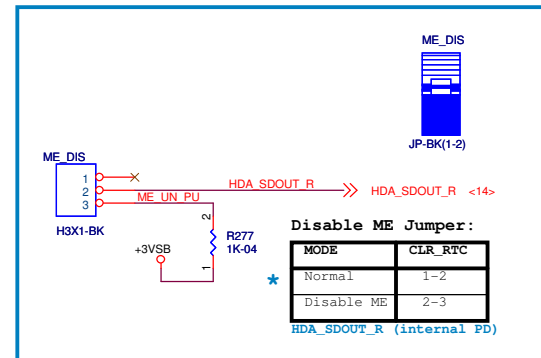 ME_DIS
JP-BK(1-2)
ME_DIS
1
2
3
H3X1-BK
HDA_SDOUT_R
HDA_SDOUT_R <14>
ME_UN_PU
2
R277
1K-04
1
+3VSB
Disable ME Jumper:
MODE CLR_RTC
* Normal 1-2
Disable ME 2-3
HDA_SDOUT_R (internal PD)